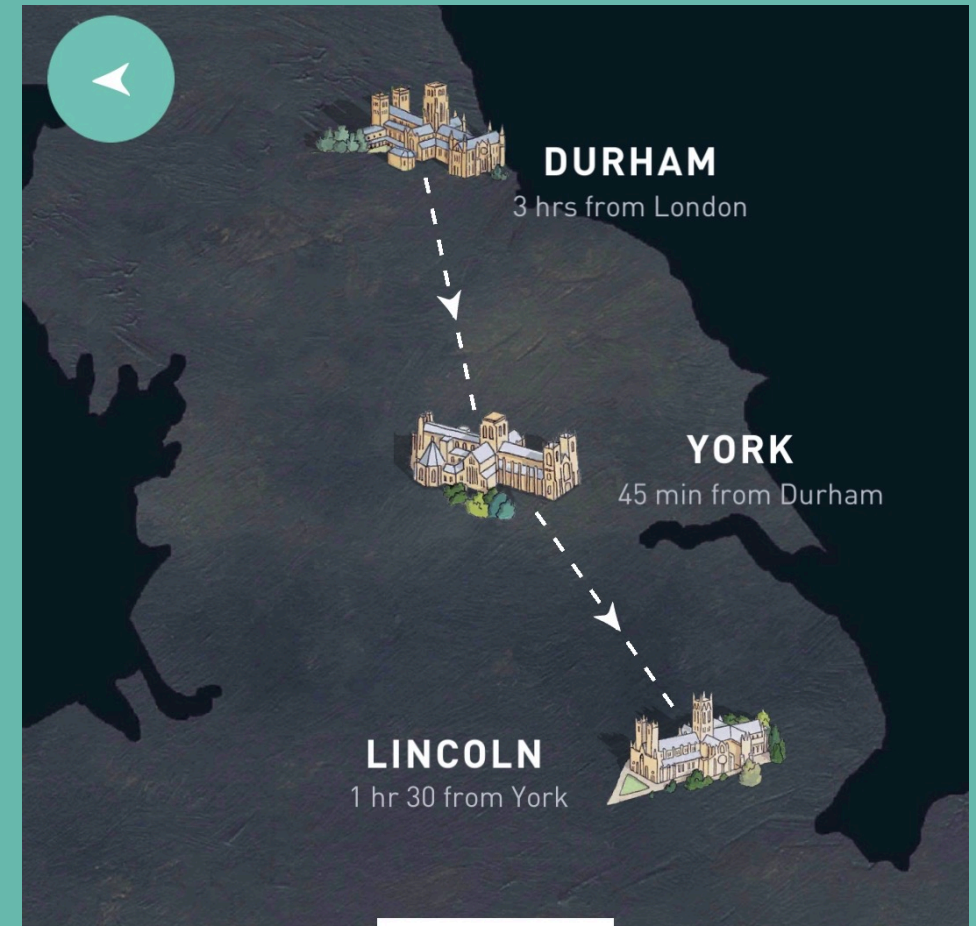 DURHAM
3 hrs from London
YORK
45 min from Durham
LINCOLN
1 hr 30 from York